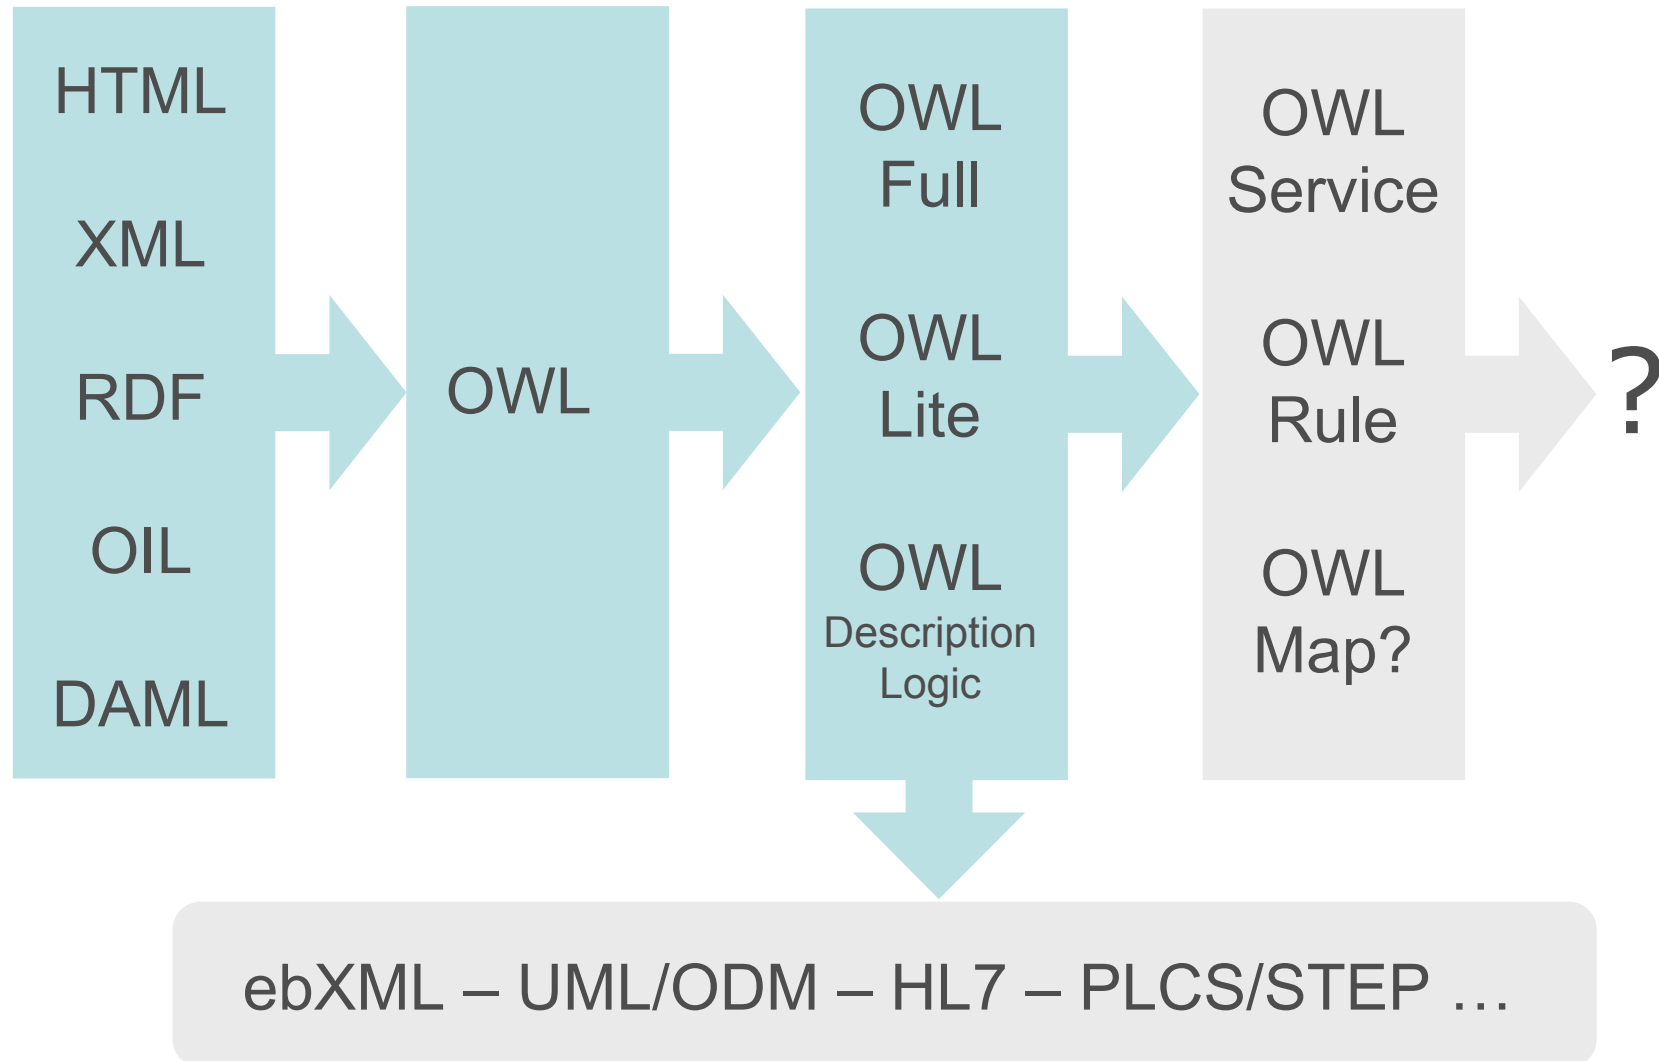 HTML
XML
RDF
OIL
DAML
OWL
OWL
Full
OWL
Lite
OWL
Description
Logic
OWL
Service
OWL
Rule
OWL
Map?
?
ebXML – UML/ODM – HL7 – PLCS/STEP …